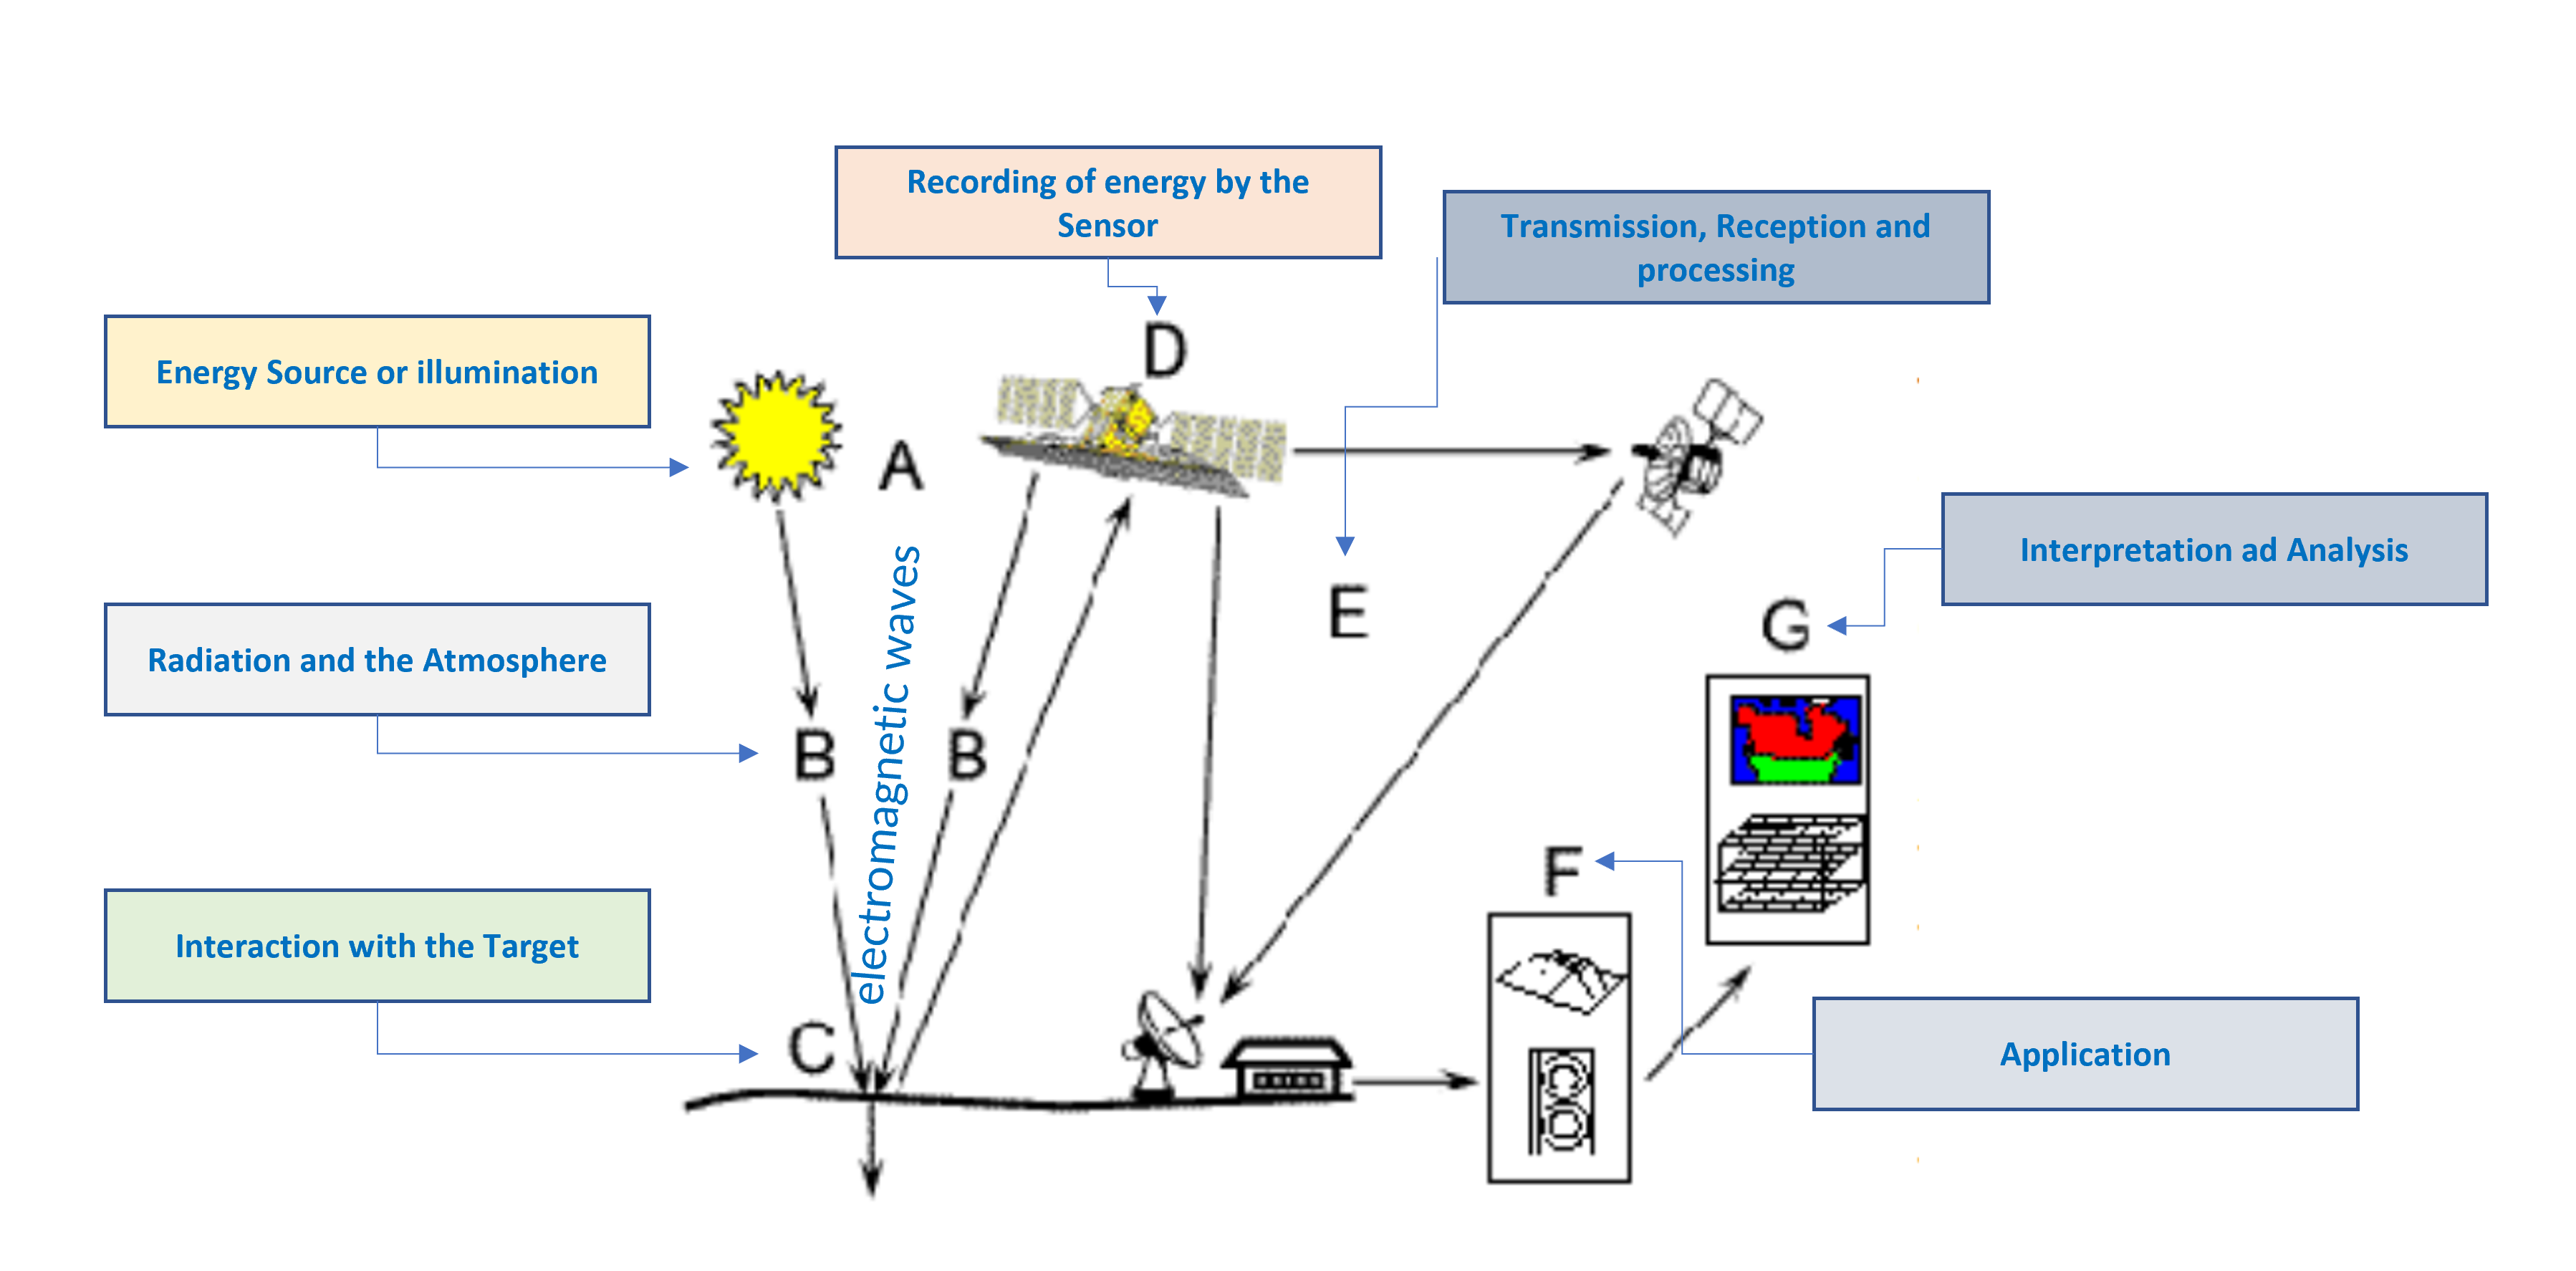 Recording of energy by the
Sensor
Transmission, Reception and
processing
D
Energy Source or illumination
A
Interpretation ad Analysis
electromagnetic waves
E
G
Radiation and the Atmosphere
B
B
F
Interaction with the Target
C
Application